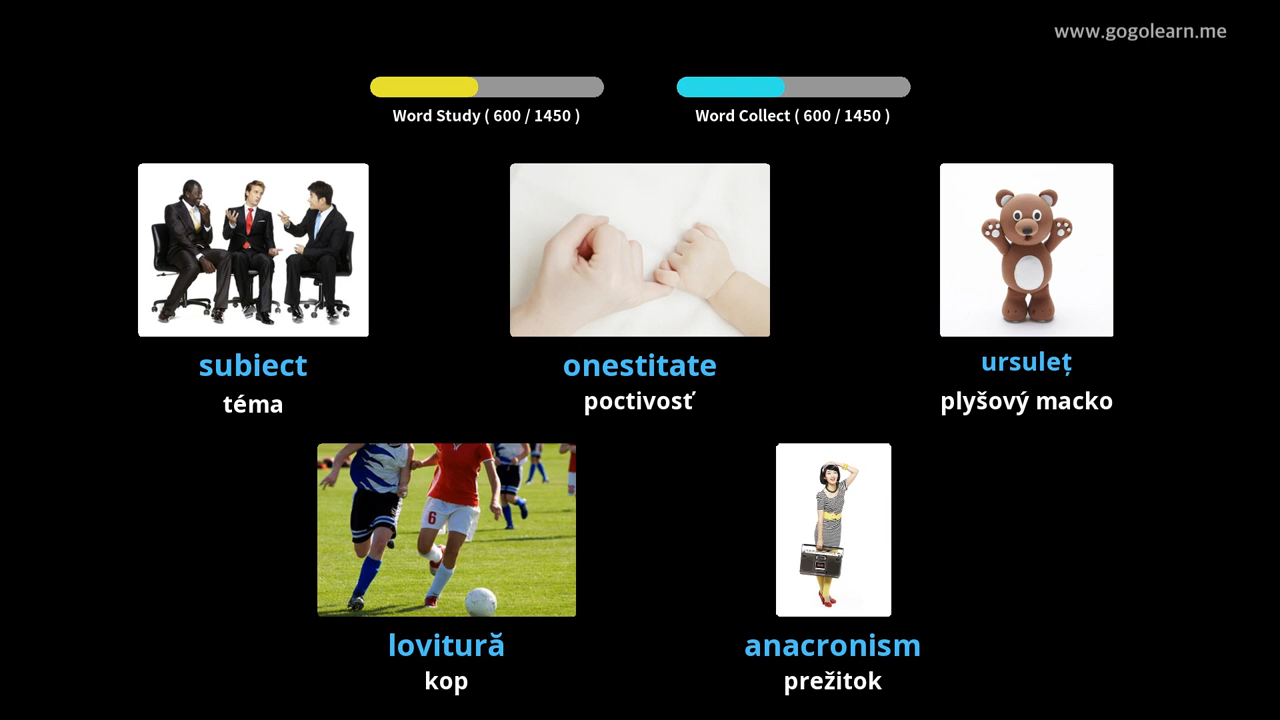 www.gogolearn.me
Word Study ( 600 / 1450 )
Word Collect ( 600 / 1450 )
subiect
téma
onestitate
poctivosť
ursuleț
plyšový macko
6
lovitură
kop
anacronism
prežitok